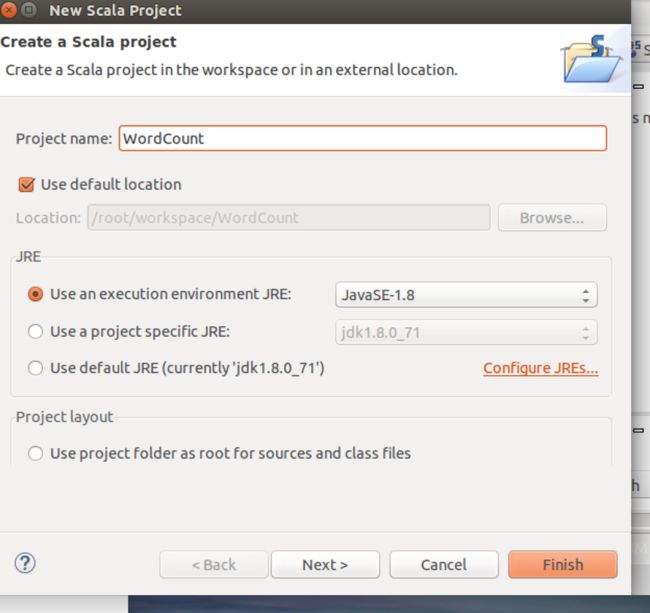 New Scala Project
Create a Scala project
Create a Scala project in the workspace or in an external location.
Project name: WordCount
Use default location
Location: /root/workspace/WordCount Browse...
JRE
Use an execution environment JRE: JavaSE-1.8
Use a project specific JRE: jdk1.8.0_71
Use default JRE (currently 'jdk1.8.0_71') Configure JREs...
Project layout
Use project folder as root for sources and class files
< Back Next > Cancel Finish